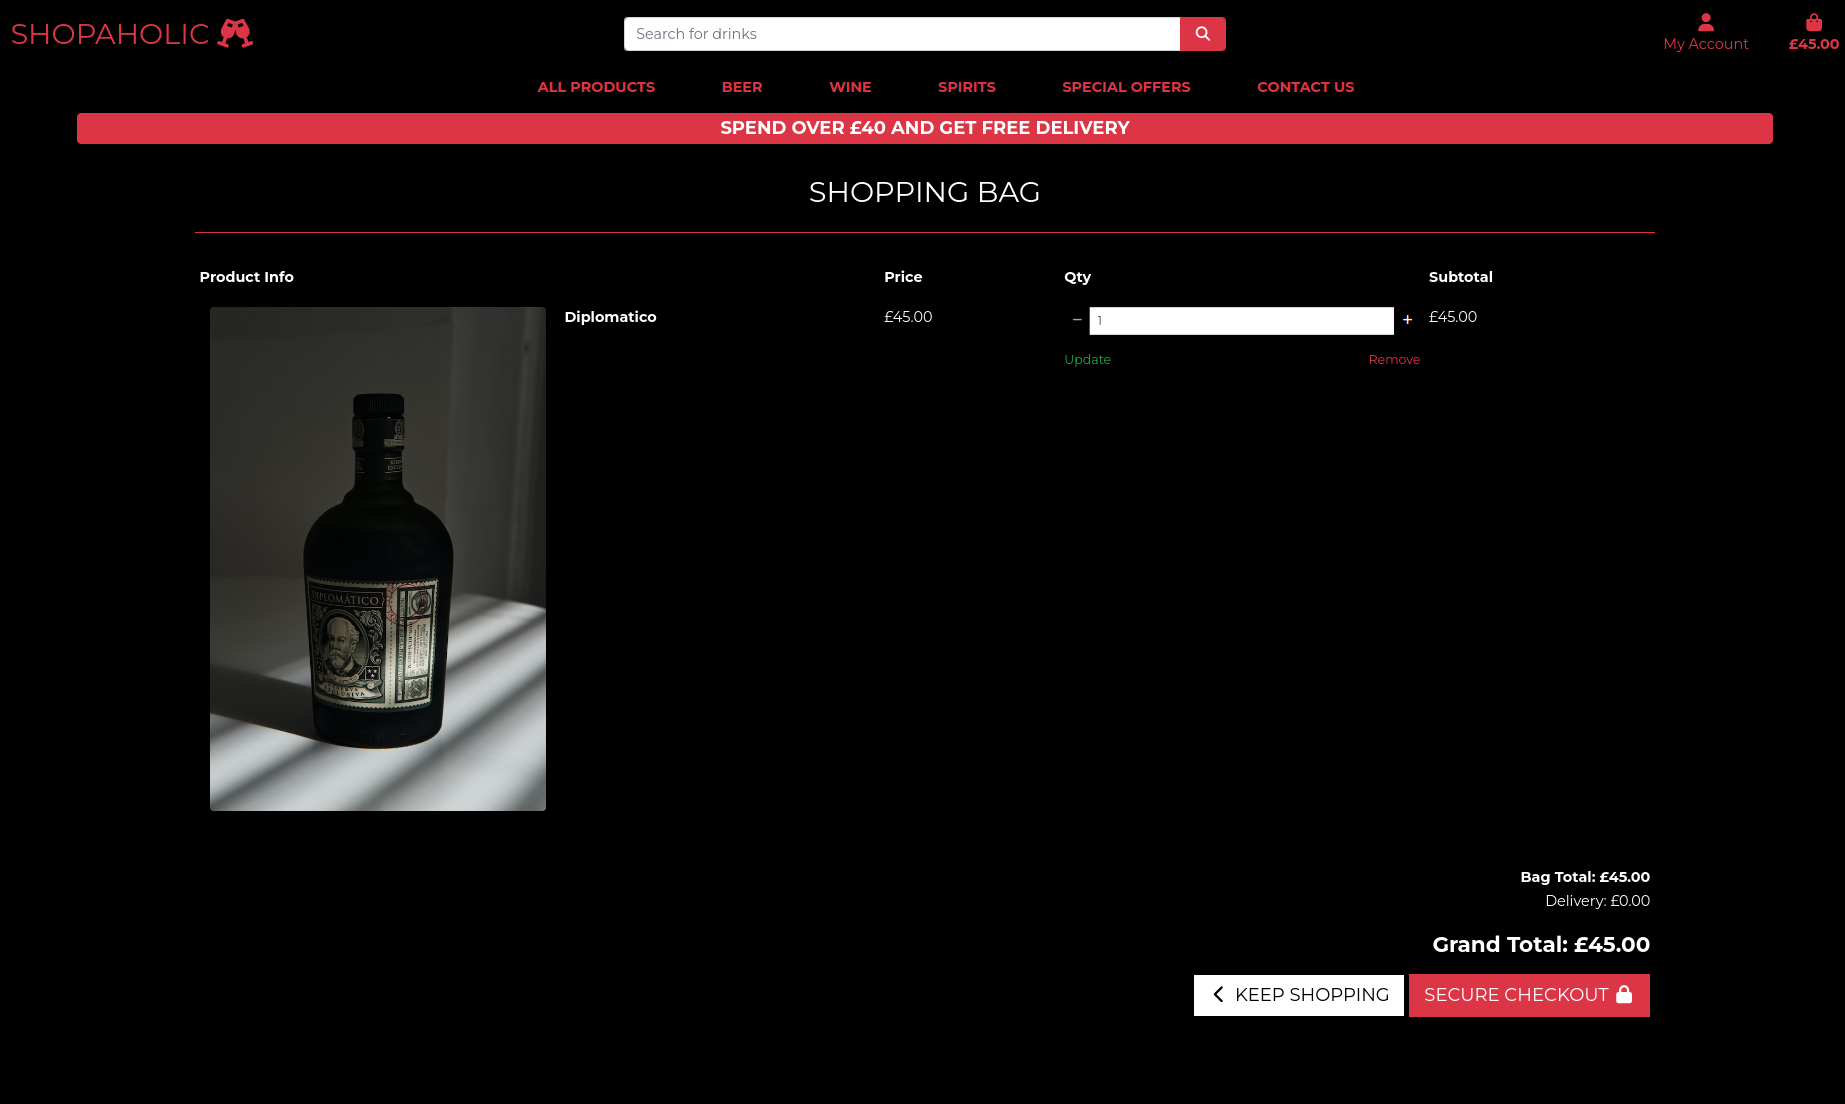 SHOPAHOLIC
Search for drinks
My Account
£45.00
ALL PRODUCTS
BEER
WINE
SPIRITS
SPECIAL OFFERS
CONTACT US
SPEND OVER £40 AND GET FREE DELIVERY
SHOPPING BAG
Product Info
Price
Qty
Subtotal
Diplomatico
£45.00
− 1 +
£45.00
Update
Remove
DIPLOMÁTICO
Bag Total: £45.00
Delivery: £0.00
Grand Total: £45.00
KEEP SHOPPING
SECURE CHECKOUT